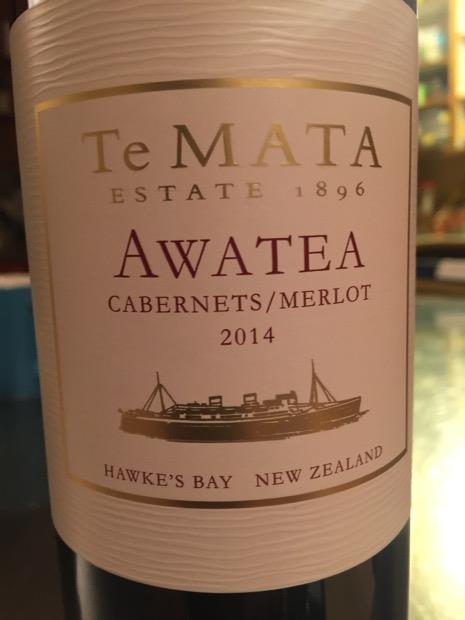 Te MATA
ESTATE 1896
AWATEA
CABERNETS/MERLOT
2014
HAWKE'S BAY NEW ZEALAND